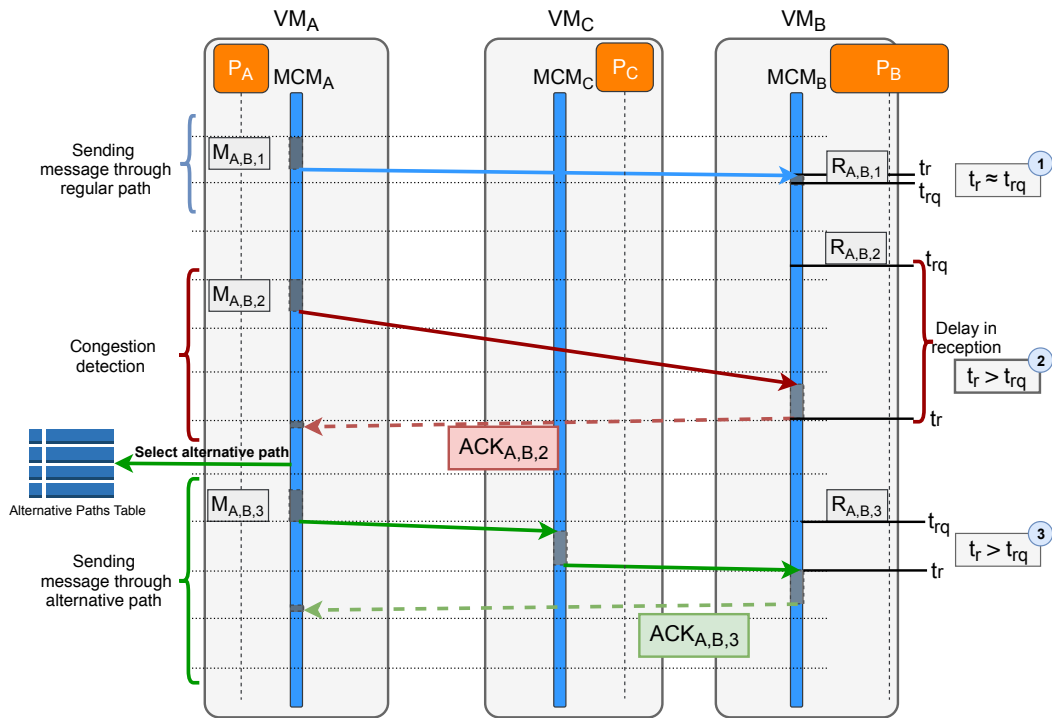 VM_A
VM_C
VM_B
P_A
MCM_A
MCM_C
P_C
MCM_B
P_B
Sending
message through
regular path
M_A,B,1
R_A,B,1
t_r
t_rq
1
t_r ≈ t_rq
R_A,B,2
t_rq
Congestion
detection
M_A,B,2
Delay in
reception
2
t_r > t_rq
t_r
ACK_A,B,2
Select alternative path
Alternative Paths Table
M_A,B,3
R_A,B,3
t_rq
3
t_r > t_rq
t_r
Sending
message through
alternative path
ACK_A,B,3